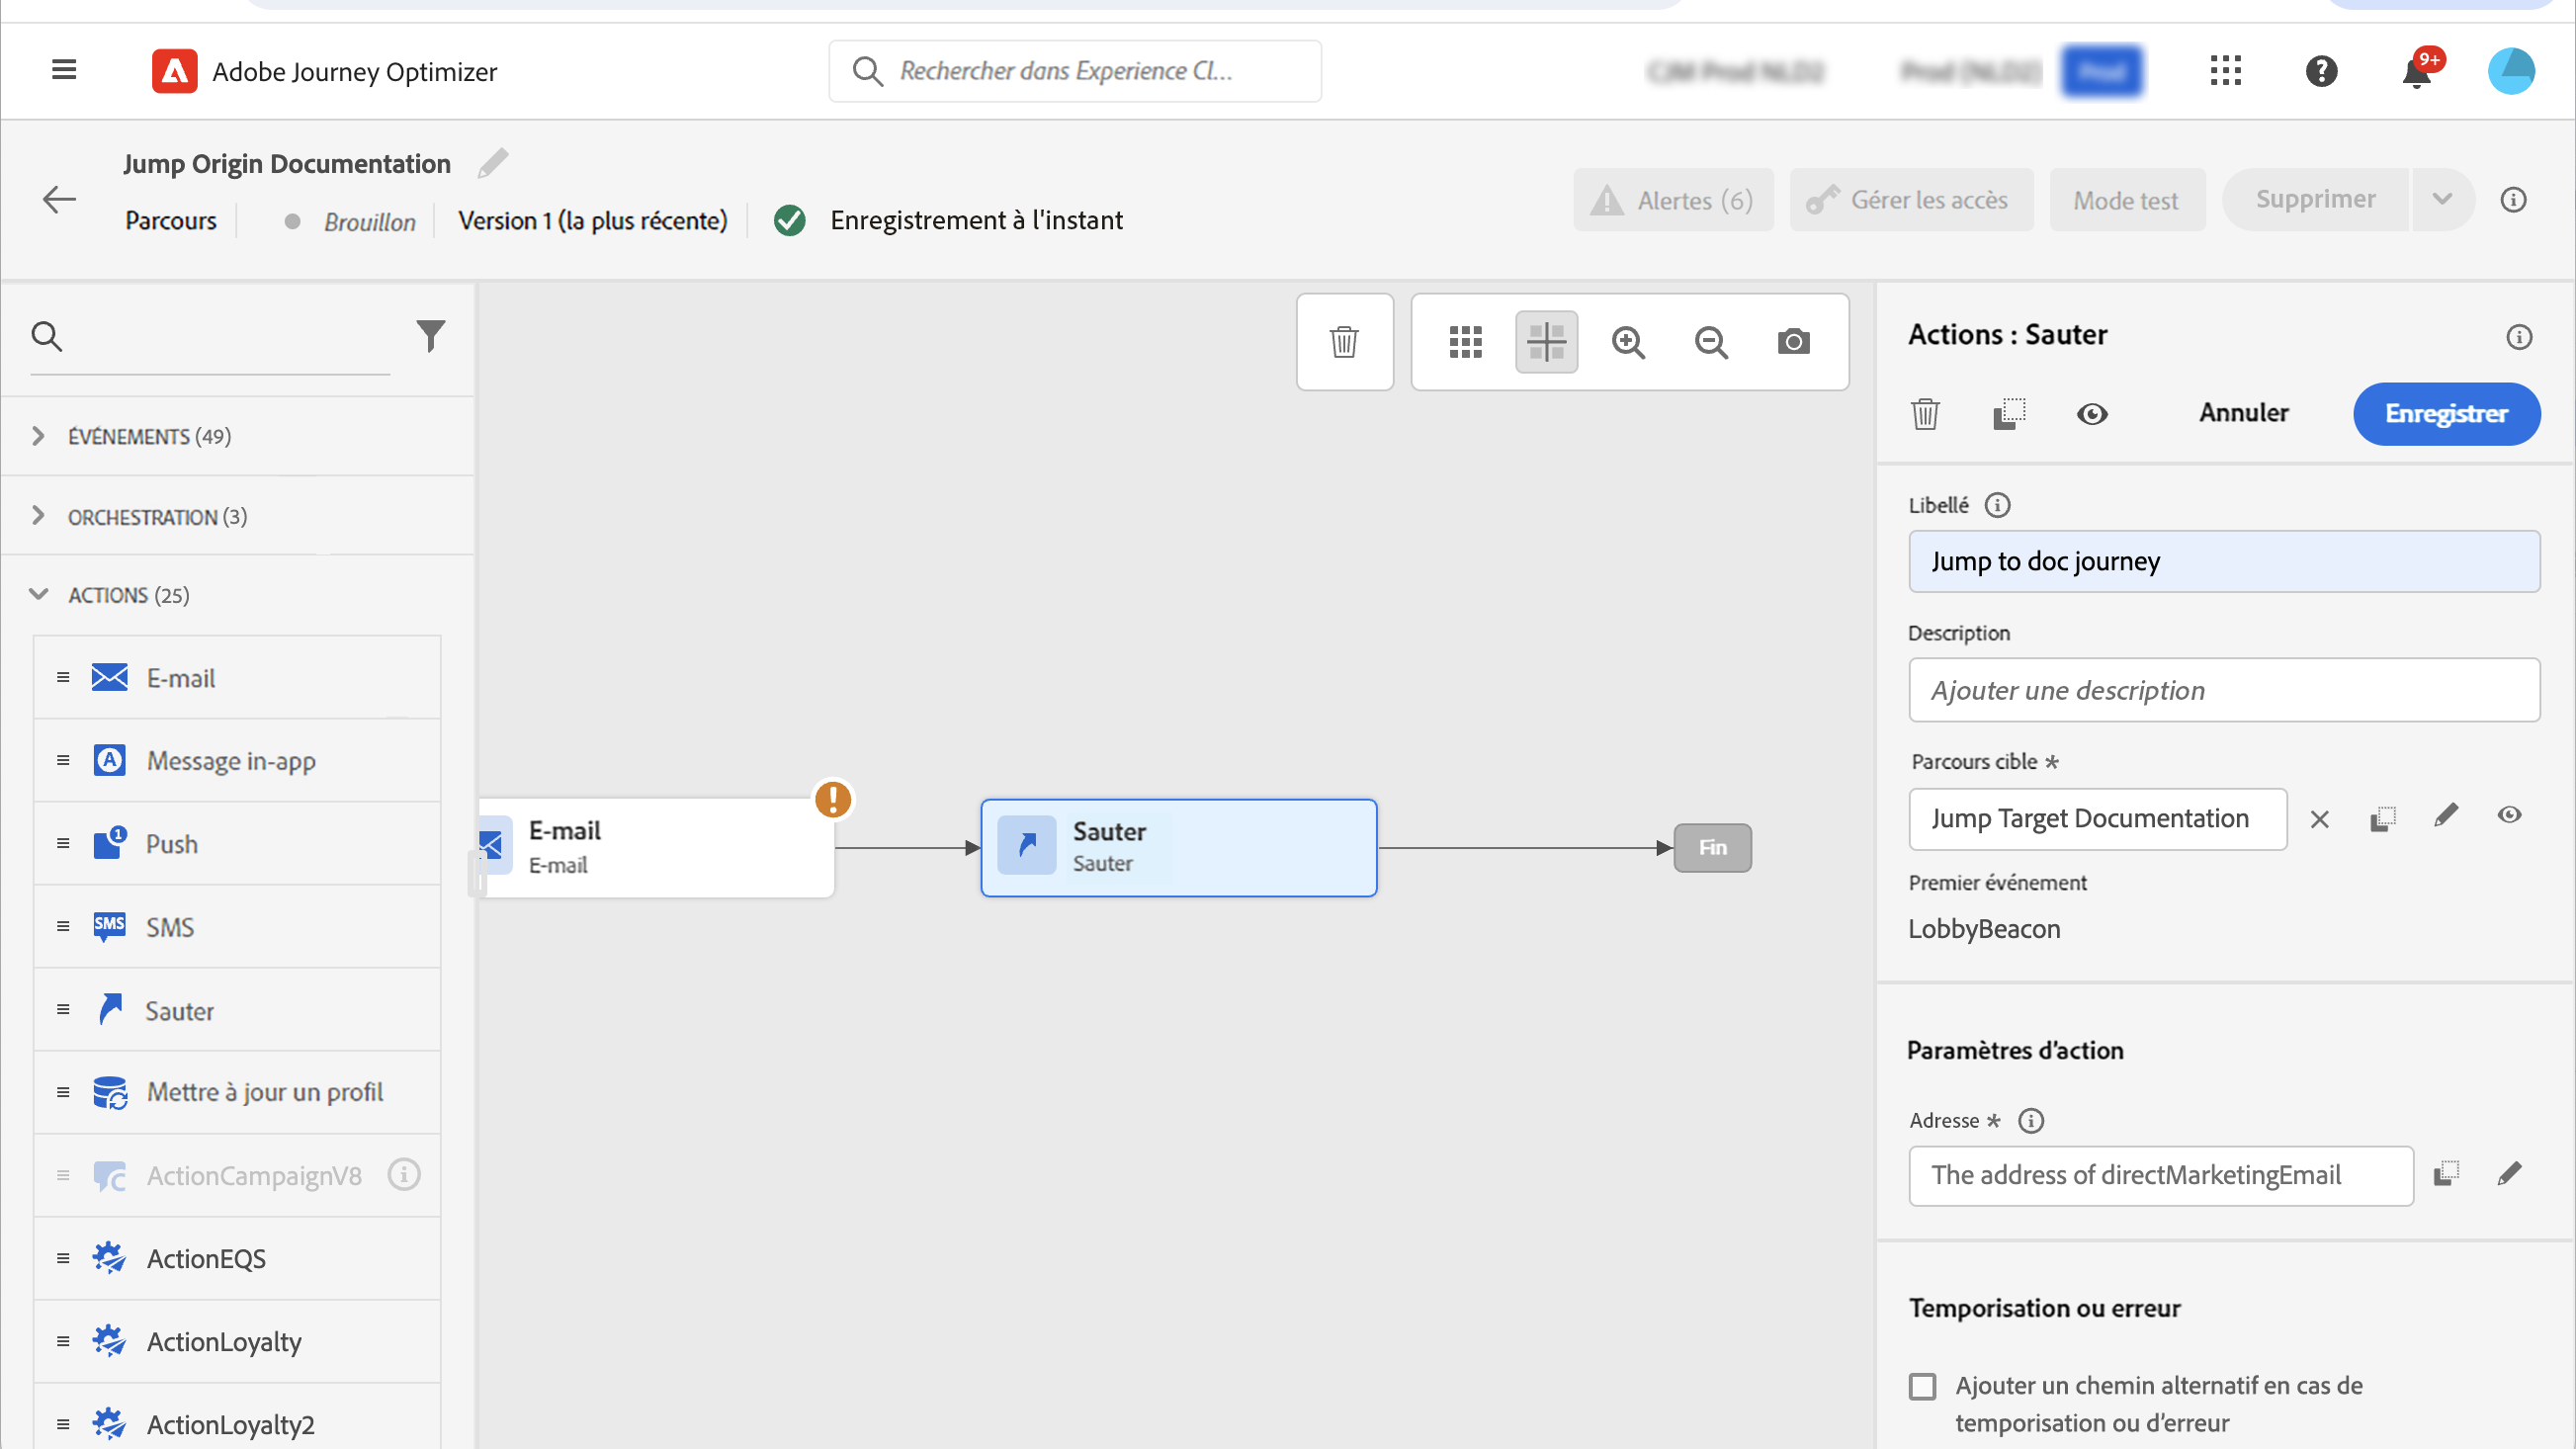 Adobe Journey Optimizer
Rechercher dans Experience Cl...
9+
Jump Origin Documentation
Parcours
Brouillon
Version 1 (la plus récente)
Enregistrement à l'instant
Alertes (6)
Gérer les accès
Mode test
Supprimer
ÉVÉNEMENTS (49)
ORCHESTRATION (3)
ACTIONS (25)
E-mail
Message in-app
Push
SMS
SMS
Sauter
Mettre à jour un profil
ActionCampaignV8
ActionEQS
ActionLoyalty
ActionLoyalty2
E-mail
E-mail
Sauter
Sauter
Fin
Actions : Sauter
Annuler
Enregistrer
Libellé
Jump to doc journey
Description
Ajouter une description
Parcours cible *
Jump Target Documentation
Premier événement
LobbyBeacon
Paramètres d’action
Adresse *
The address of directMarketingEmail
Temporisation ou erreur
Ajouter un chemin alternatif en cas de
temporisation ou d’erreur